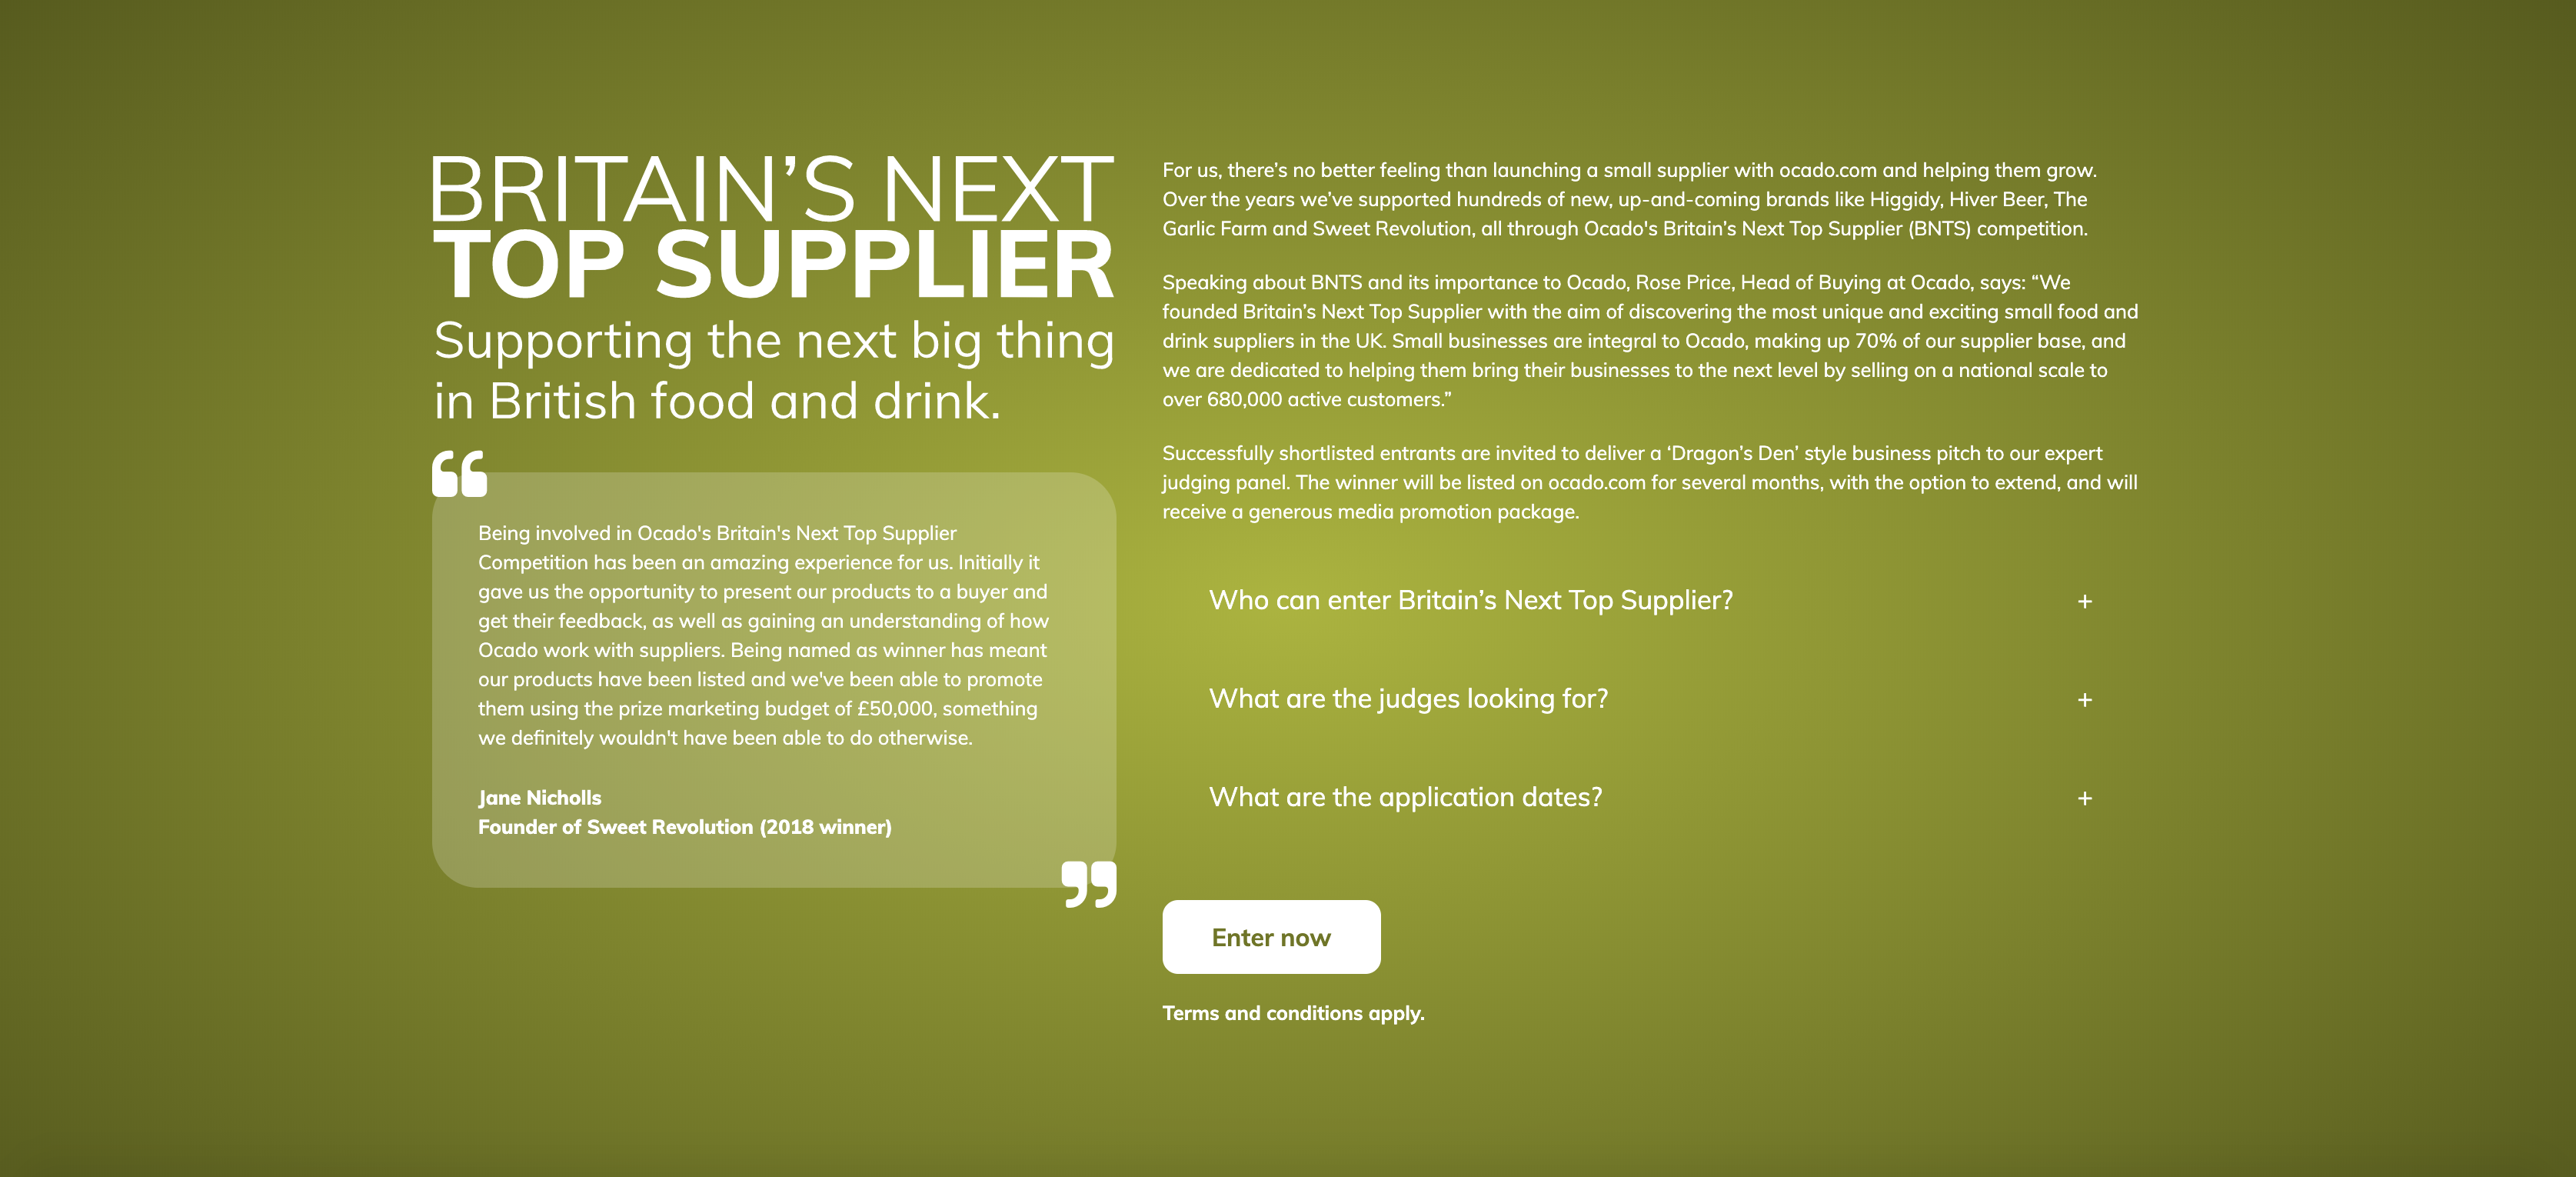 BRITAIN’S NEXT
TOP SUPPLIER
Supporting the next big thing
in British food and drink.
“
Being involved in Ocado's Britain's Next Top Supplier
Competition has been an amazing experience for us. Initially it
gave us the opportunity to present our products to a buyer and
get their feedback, as well as gaining an understanding of how
Ocado work with suppliers. Being named as winner has meant
our products have been listed and we've been able to promote
them using the prize marketing budget of £50,000, something
we definitely wouldn't have been able to do otherwise.
Jane Nicholls
Founder of Sweet Revolution (2018 winner)
”
For us, there’s no better feeling than launching a small supplier with ocado.com and helping them grow.
Over the years we’ve supported hundreds of new, up-and-coming brands like Higgidy, Hiver Beer, The
Garlic Farm and Sweet Revolution, all through Ocado's Britain’s Next Top Supplier (BNTS) competition.
Speaking about BNTS and its importance to Ocado, Rose Price, Head of Buying at Ocado, says: “We
founded Britain’s Next Top Supplier with the aim of discovering the most unique and exciting small food and
drink suppliers in the UK. Small businesses are integral to Ocado, making up 70% of our supplier base, and
we are dedicated to helping them bring their businesses to the next level by selling on a national scale to
over 680,000 active customers.”
Successfully shortlisted entrants are invited to deliver a ‘Dragon’s Den’ style business pitch to our expert
judging panel. The winner will be listed on ocado.com for several months, with the option to extend, and will
receive a generous media promotion package.
Who can enter Britain’s Next Top Supplier? +
What are the judges looking for? +
What are the application dates? +
Enter now
Terms and conditions apply.